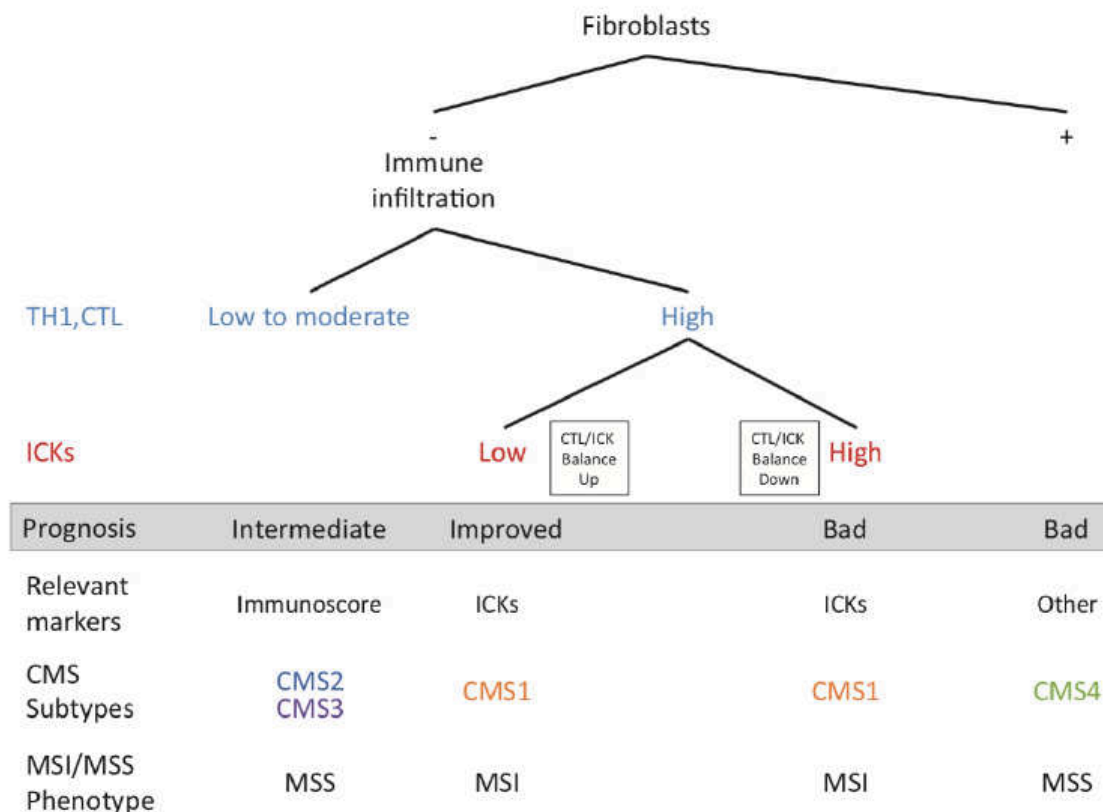 Fibroblasts
-
+
Immune
infiltration
TH1,CTL Low to moderate High
ICKs Low CTL/ICK Balance Up CTL/ICK Balance Down High
Prognosis Intermediate Improved Bad Bad
Relevant
markers Immunoscore ICKs ICKs Other
CMS
Subtypes CMS2
CMS3 CMS1 CMS1 CMS4
MSI/MSS
Phenotype MSS MSI MSI MSS